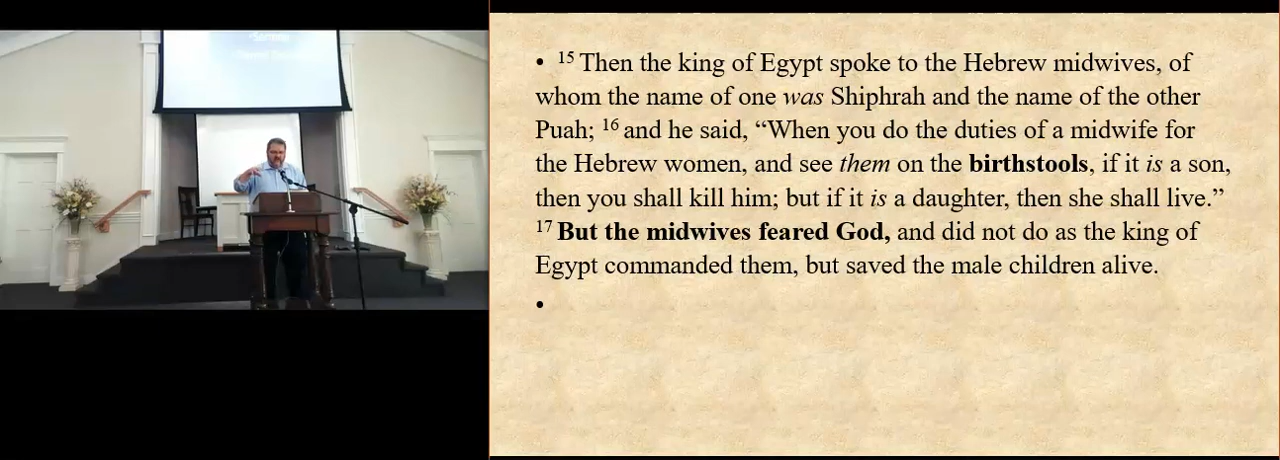 • 15 Then the king of Egypt spoke to the Hebrew midwives, of
whom the name of one was Shiphrah and the name of the other
Puah; 16 and he said, “When you do the duties of a midwife for
the Hebrew women, and see them on the birthstools, if it is a son,
then you shall kill him; but if it is a daughter, then she shall live.”
17 But the midwives feared God, and did not do as the king of
Egypt commanded them, but saved the male children alive.
•